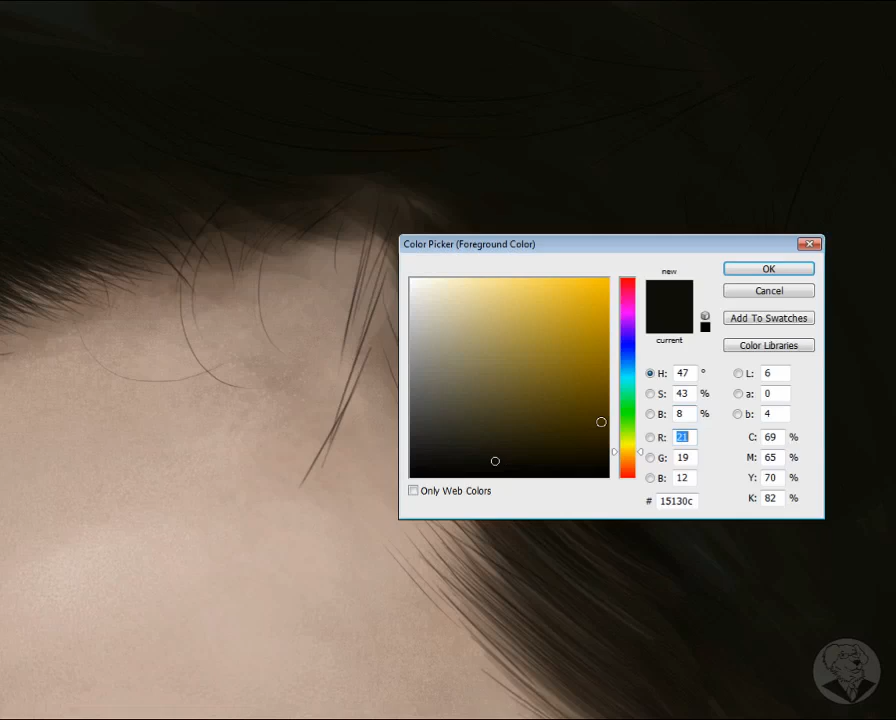 Color Picker (Foreground Color)
new
current
OK
Cancel
Add To Swatches
Color Libraries
H: 47 °
S: 43 %
B: 8 %
R: 21
G: 19
B: 12
# 15130c
L: 6
a: 0
b: 4
C: 69 %
M: 65 %
Y: 70 %
K: 82 %
Only Web Colors